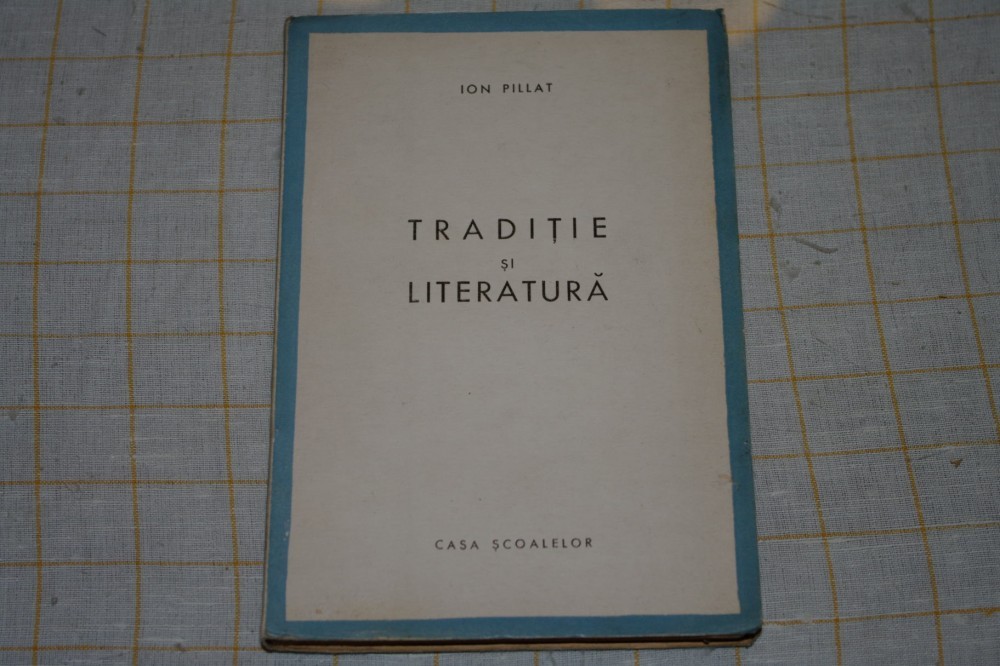 ION PILLAT
TRADIȚIE
ȘI
LITERATURĂ
CASA ȘCOALELOR